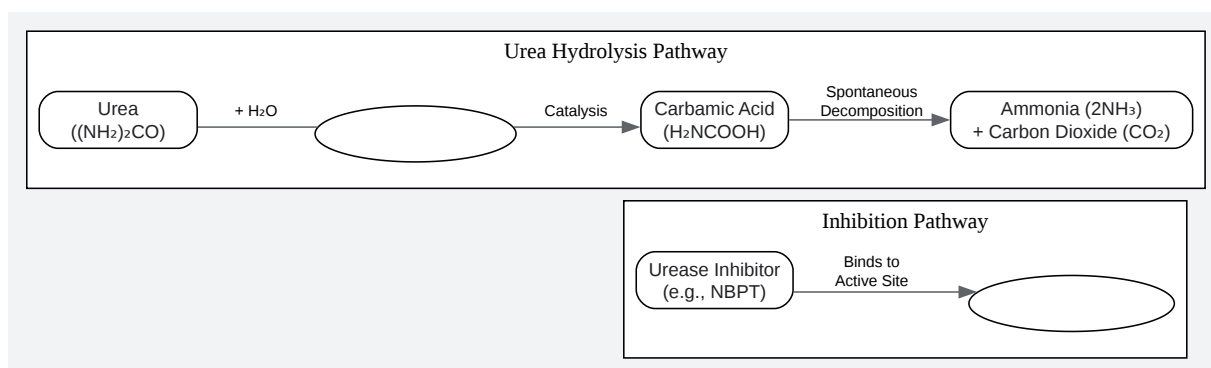 Urea Hydrolysis Pathway
Urea
((NH₂)₂CO)
+ H₂O
Catalysis
Carbamic Acid
(H₂NCOOH)
Spontaneous
Decomposition
Ammonia (2NH₃)
+ Carbon Dioxide (CO₂)
Inhibition Pathway
Urease Inhibitor
(e.g., NBPT)
Binds to
Active Site